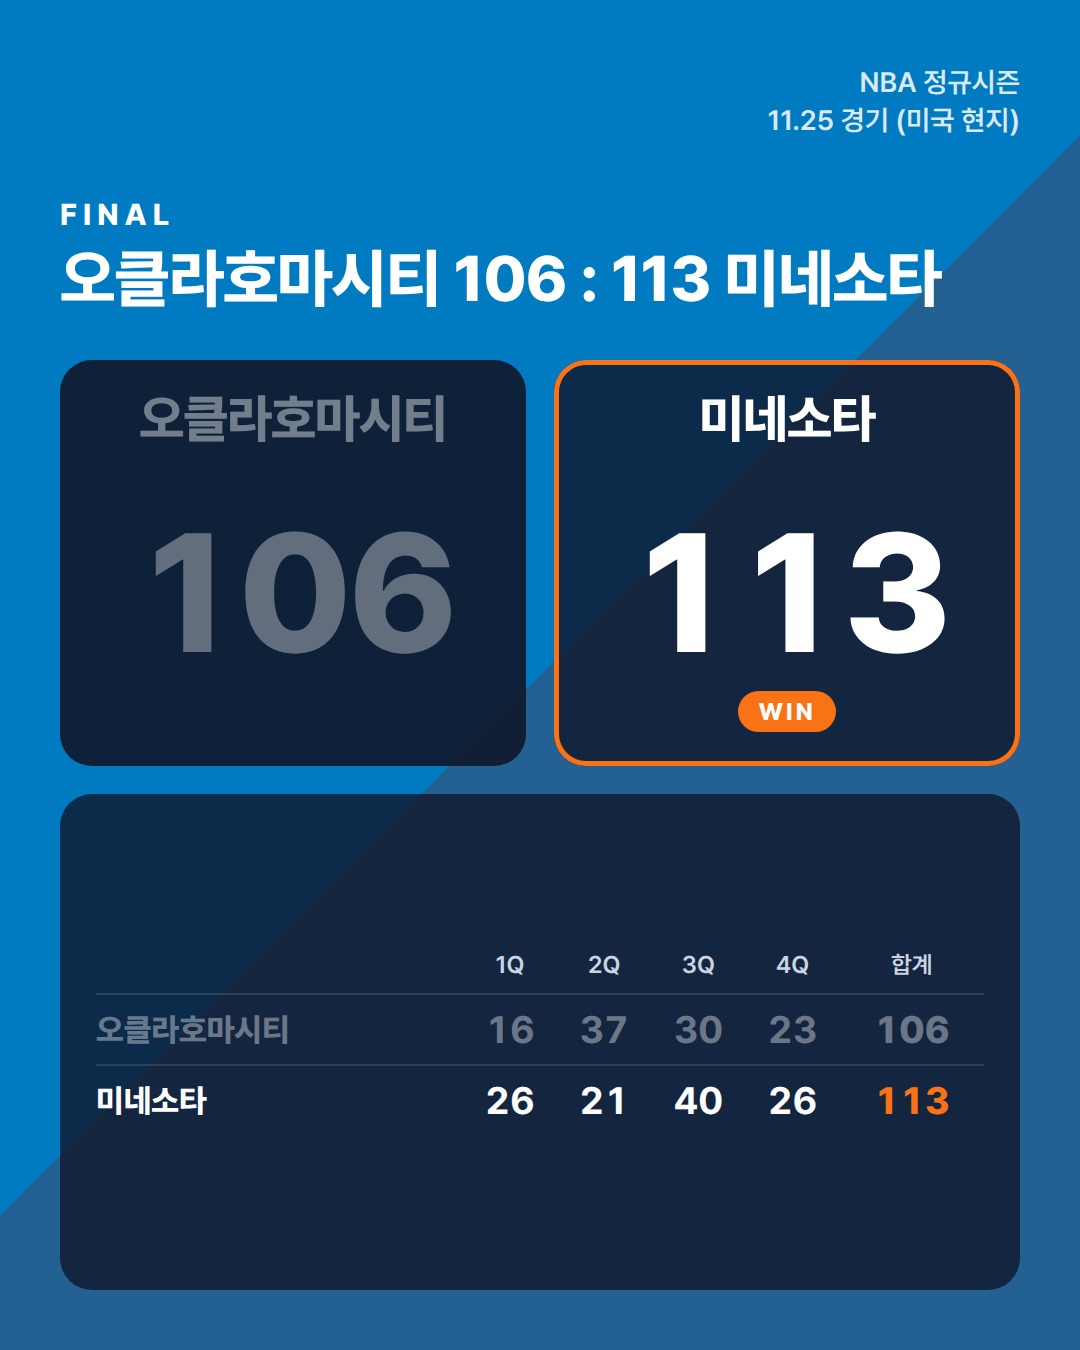 NBA 정규시즌
11.25 경기 (미국 현지)
FINAL
오클라호마시티 106 : 113 미네소타
오클라호마시티
106
미네소타
113
WIN
1Q 2Q 3Q 4Q 합계
오클라호마시티 16 37 30 23 106
미네소타 26 21 40 26 113